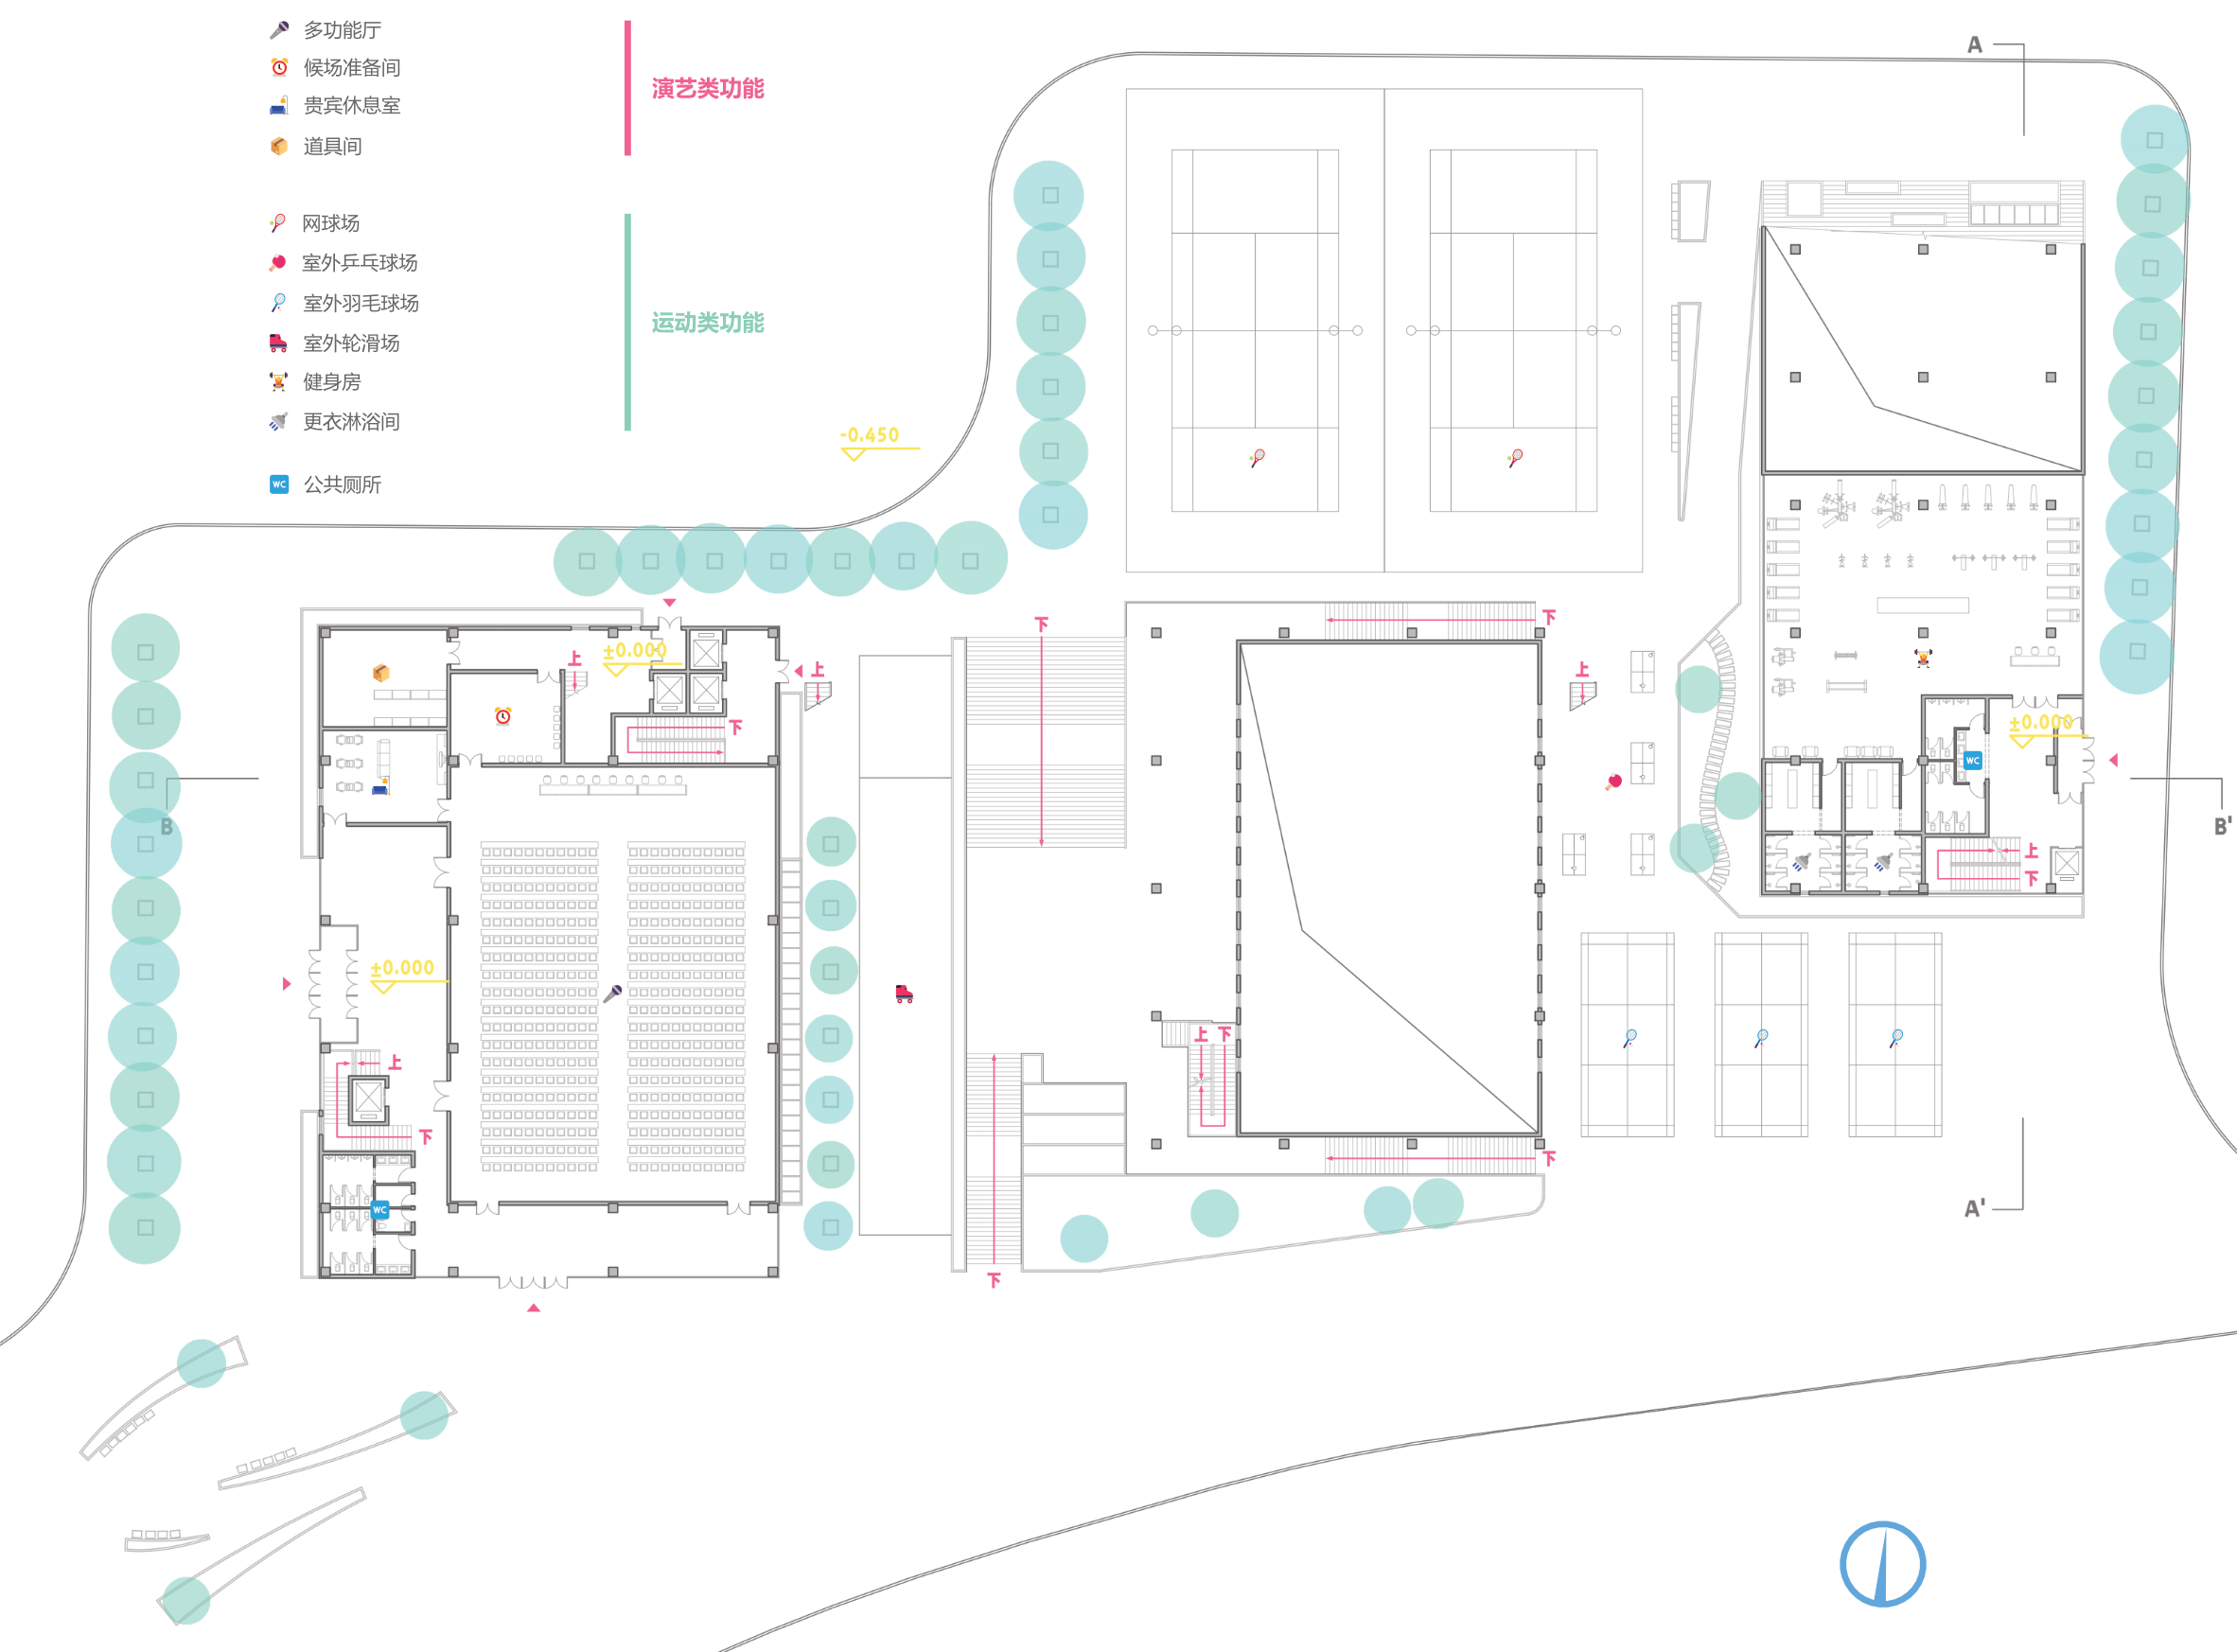 多功能厅
候场准备间
贵宾休息室
道具间
演艺类功能
网球场
室外乒乓球场
室外羽毛球场
室外轮滑场
健身房
更衣淋浴间
运动类功能
WC 公共厕所
A
-0.450
下
下
±0.000
上
上
上
下
±0.000
WC
B
B'
上
下
±0.000
上 下
上
下
下
A'
WC
下